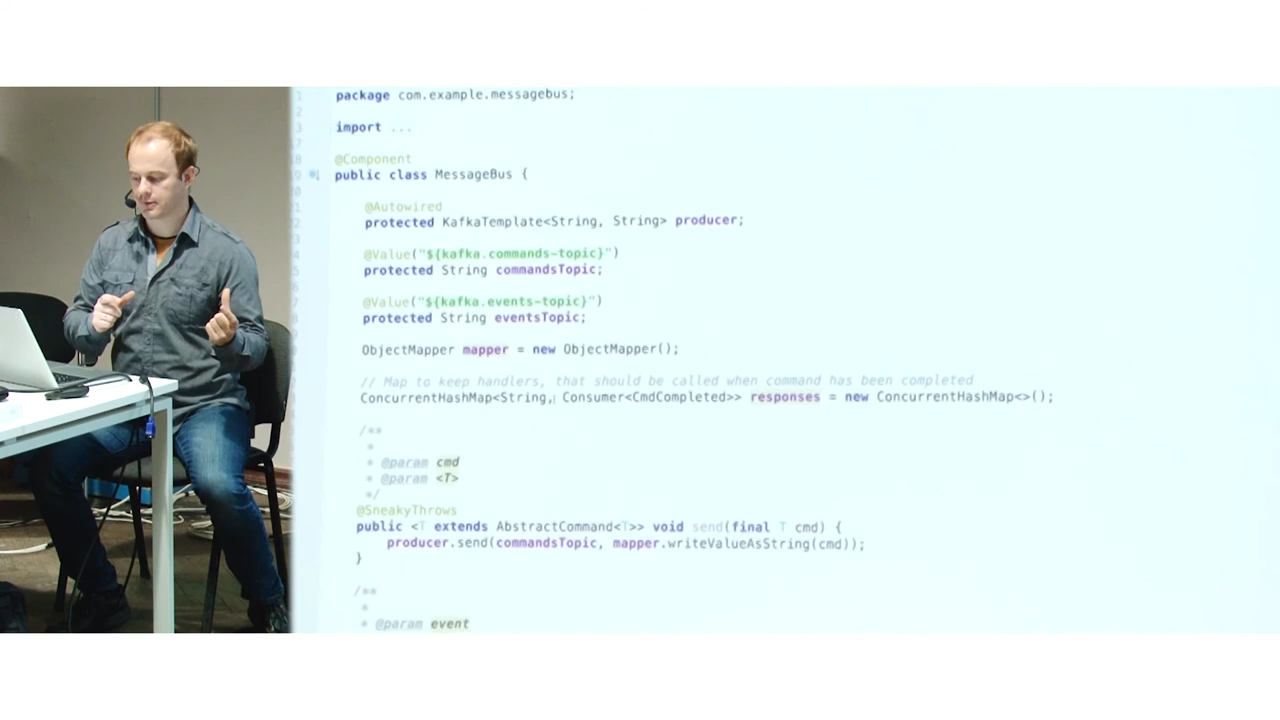 package com.example.messagebus;
import ...
@Component
public class MessageBus {
@Autowired
protected KafkaTemplate<String, String> producer;
@Value("${kafka.commands-topic}")
protected String commandsTopic;
@Value("${kafka.events-topic}")
protected String eventsTopic;
ObjectMapper mapper = new ObjectMapper();
// Map to keep handlers, that should be called when command has been completed
ConcurrentHashMap<String, Consumer<CmdCompleted>> responses = new ConcurrentHashMap<>();
/**
*
* @param cmd
* @param <T>
*/
@SneakyThrows
public <T extends AbstractCommand<T>> void send(final T cmd) {
producer.send(commandsTopic, mapper.writeValueAsString(cmd));
}
/**
*
* @param event